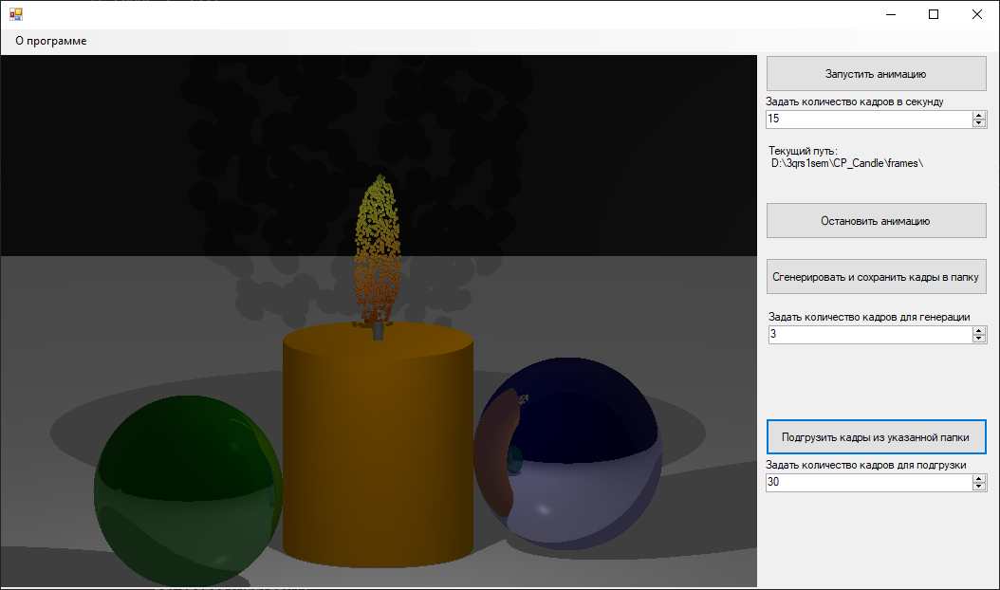 О программе
Запустить анимацию
Задать количество кадров в секунду
15
Текущий путь:
D:\3qrs1sem\CP_Candle\frames\
Остановить анимацию
Сгенерировать и сохранить кадры в папку
Задать количество кадров для генерации
3
Подгрузить кадры из указанной папки
Задать количество кадров для подгрузки
30